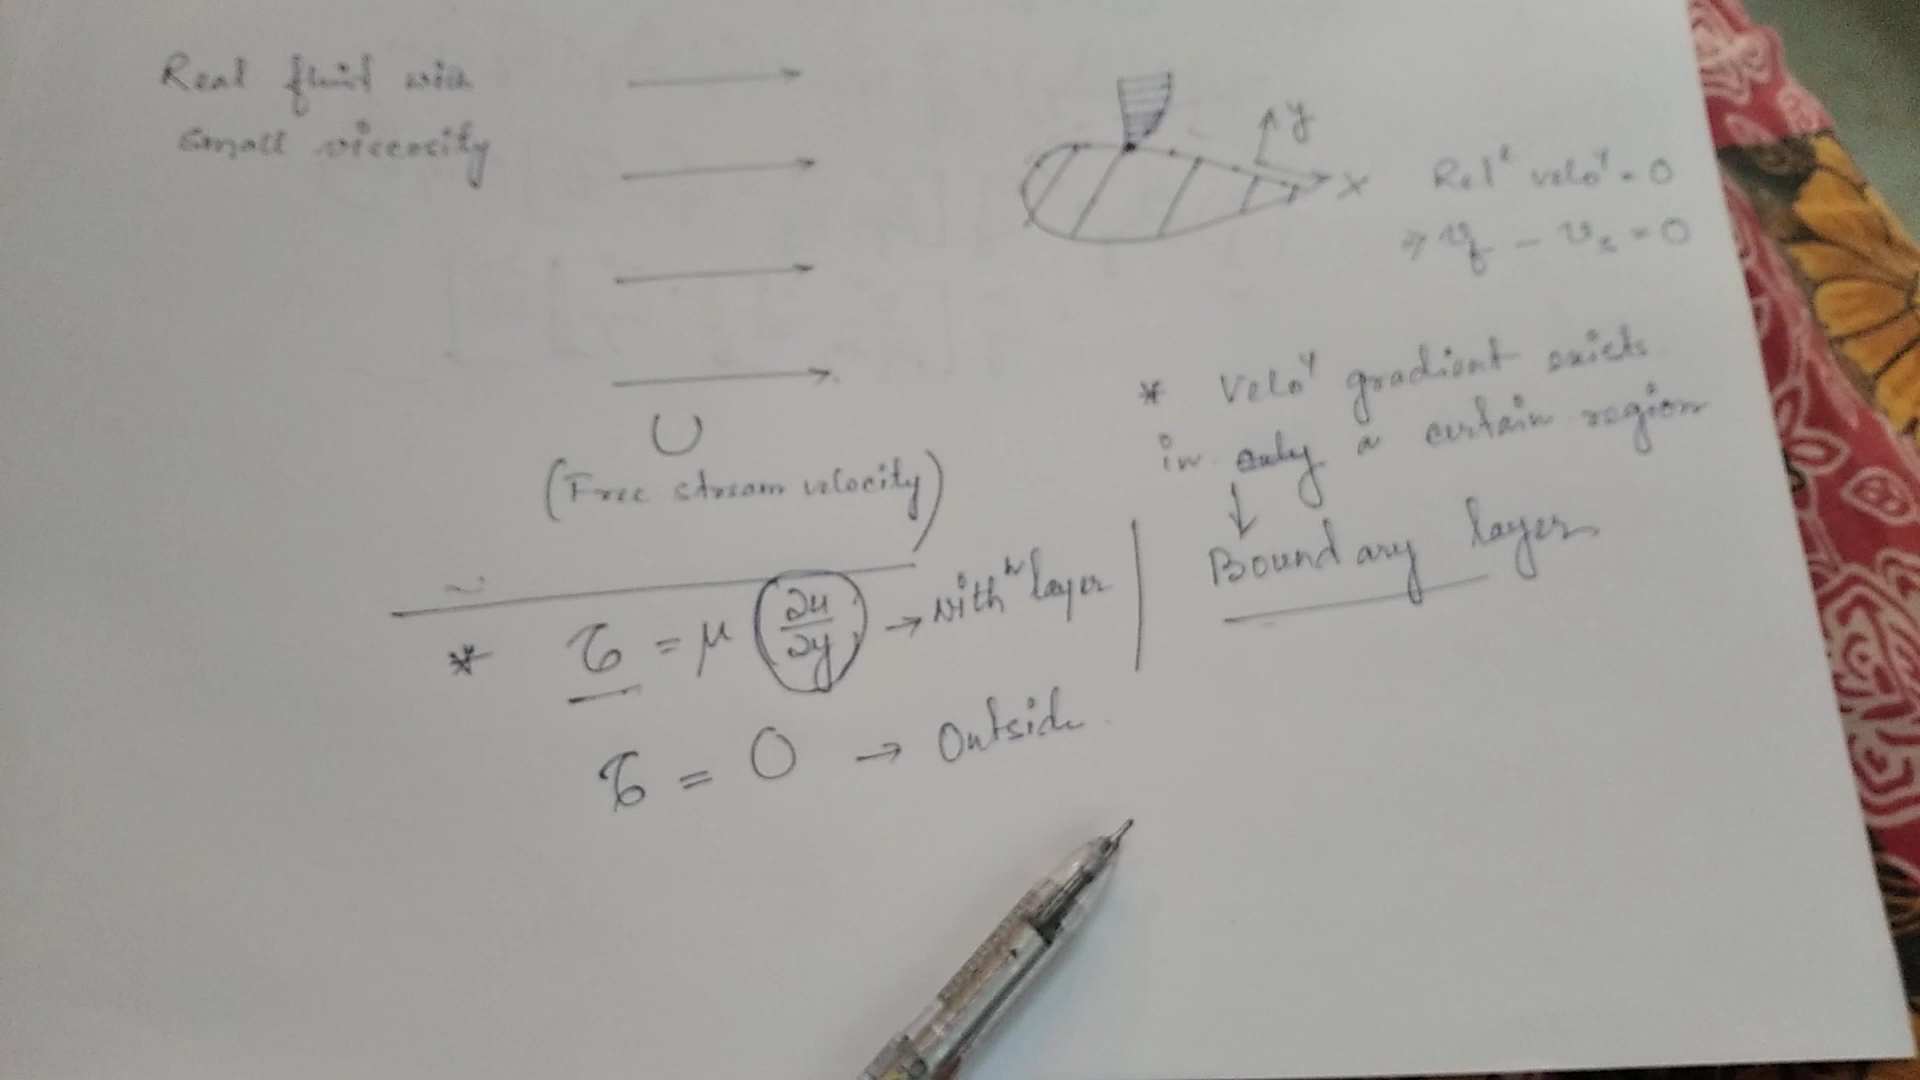 Real fluid with
small viscosity
y
x
Rel^e velo^y = 0
⇒ v_f - v_s = 0
U
(Free stream velocity)
* Velo^y gradient exists
in only a certain region
↓
Boundary layer
* τ = μ (∂u/∂y) → with^n layer
τ = 0 → Outside